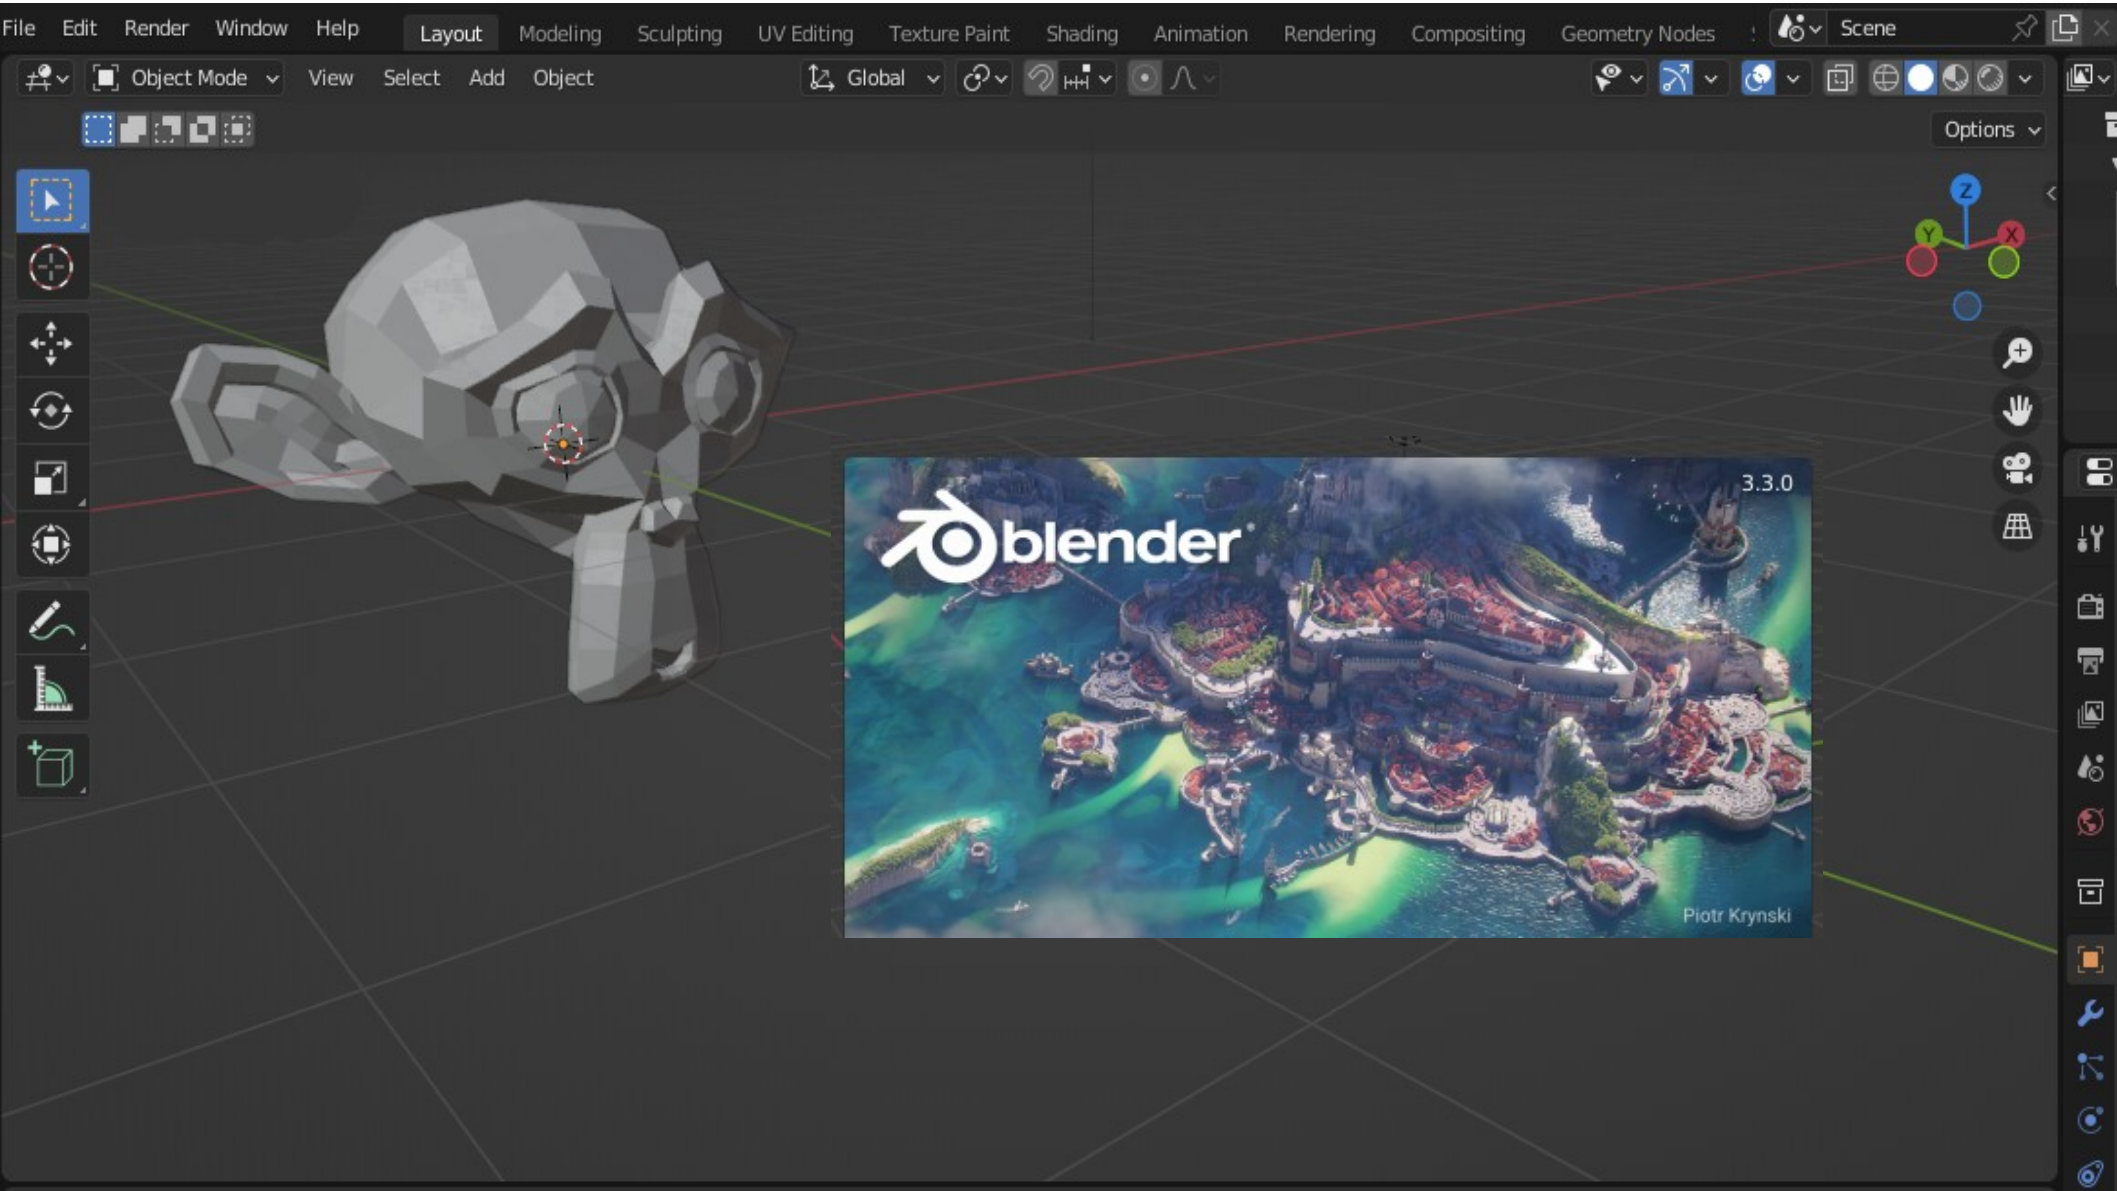 File Edit Render Window Help Layout Modeling Sculpting UV Editing Texture Paint Shading Animation Rendering Compositing Geometry Nodes Scene
Object Mode View Select Add Object Global
Options
Z
Y X
3.3.0
blender
Piotr Krynski